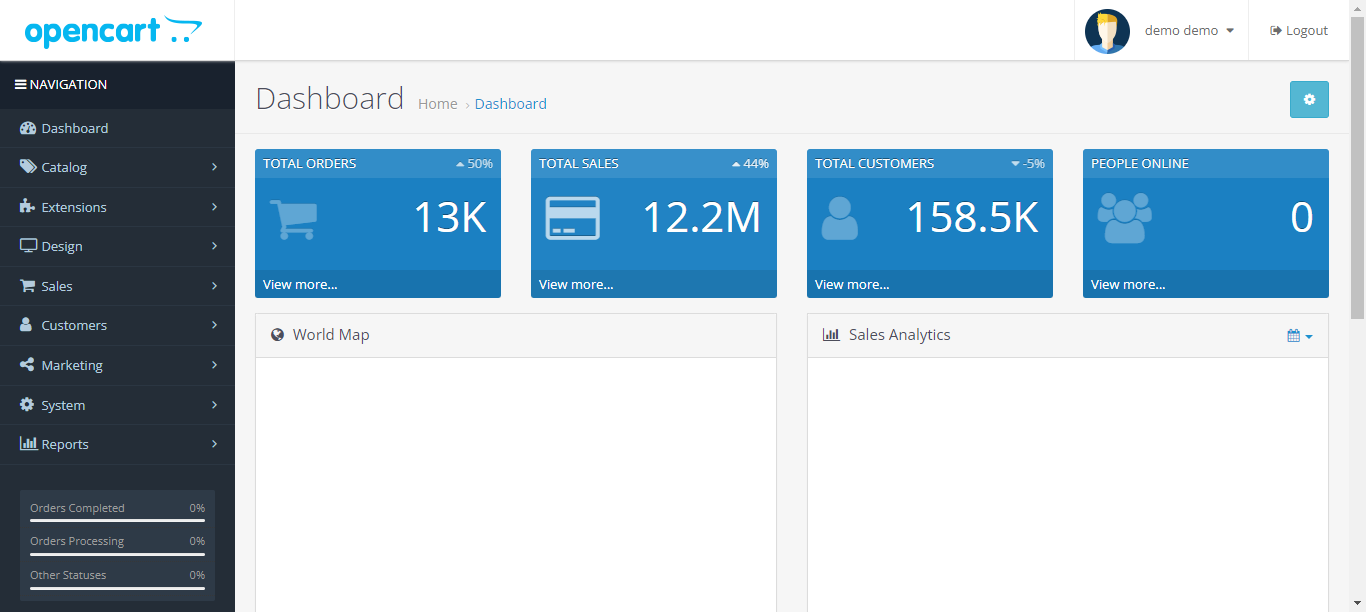 opencart
demo demo
Logout
NAVIGATION
Dashboard
Catalog
Extensions
Design
Sales
Customers
Marketing
System
Reports
Orders Completed 0%
Orders Processing 0%
Other Statuses 0%
Dashboard Home › Dashboard
TOTAL ORDERS 50%
13K
View more...
TOTAL SALES 44%
12.2M
View more...
TOTAL CUSTOMERS -5%
158.5K
View more...
PEOPLE ONLINE
0
View more...
World Map
Sales Analytics